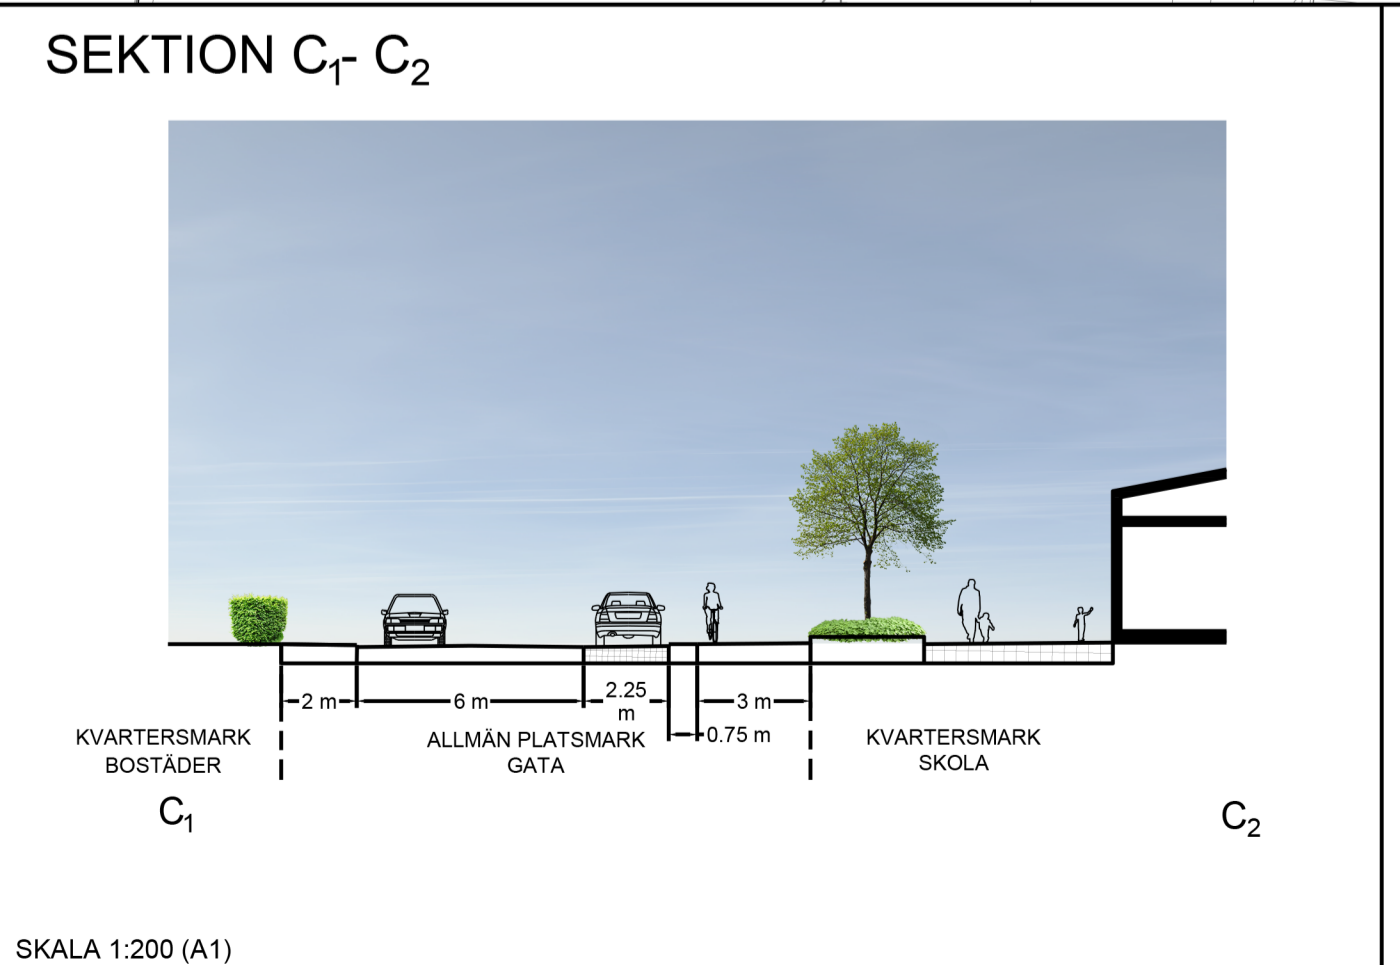 SEKTION C1- C2
2 m
6 m
2.25
m
3 m
0.75 m
KVARTERSMARK
BOSTÄDER
ALLMÄN PLATSMARK
GATA
KVARTERSMARK
SKOLA
C1
C2
SKALA 1:200 (A1)